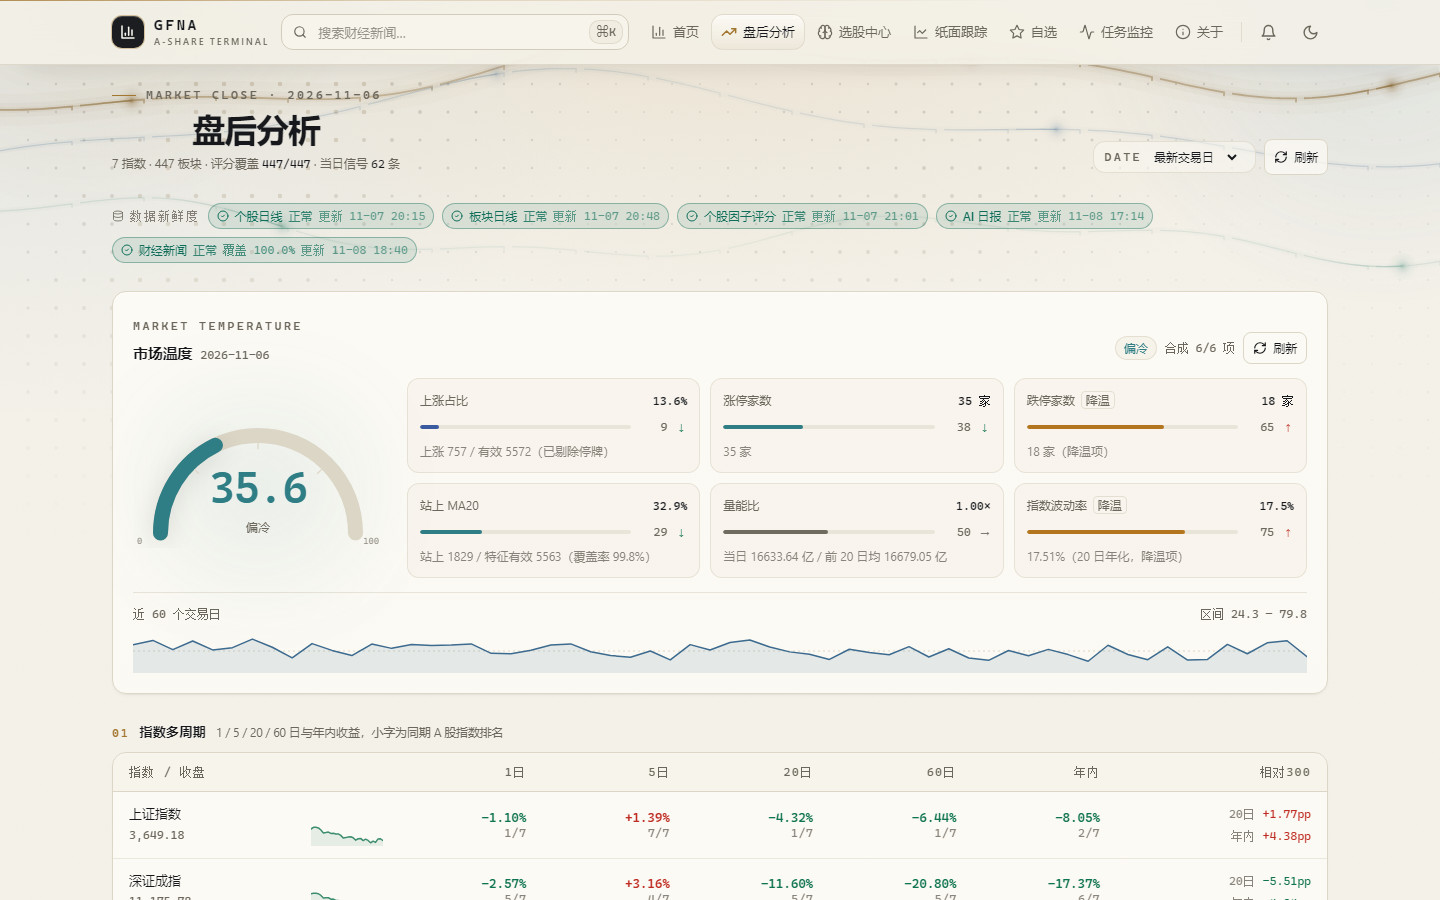 GFNA
A-SHARE TERMINAL
搜索财经新闻...
⌘K
首页
盘后分析
选股中心
纸面跟踪
自选
任务监控
关于
MARKET CLOSE · 2026-11-06
盘后分析
7 指数 · 447 板块 · 评分覆盖 447/447 · 当日信号 62 条
DATE 最新交易日
刷新
数据新鲜度
个股日线 正常 更新 11-07 20:15
板块日线 正常 更新 11-07 20:48
个股因子评分 正常 更新 11-07 21:01
AI 日报 正常 更新 11-08 17:14
财经新闻 正常 覆盖 100.0% 更新 11-08 18:40
MARKET TEMPERATURE
市场温度 2026-11-06
偏冷 合成 6/6 项 刷新
35.6
偏冷
0
100
上涨占比 13.6%
9 ↓
上涨 757 / 有效 5572（已剔除停牌）
涨停家数 35 家
38 ↓
35 家
跌停家数 降温 18 家
65 ↑
18 家（降温项）
站上 MA20 32.9%
29 ↓
站上 1829 / 特征有效 5563（覆盖率 99.8%）
量能比 1.00×
50 →
当日 16633.64 亿 / 前 20 日均 16679.05 亿
指数波动率 降温 17.5%
75 ↑
17.51%（20 日年化，降温项）
近 60 个交易日
区间 24.3 – 79.8
01 指数多周期 1 / 5 / 20 / 60 日与年内收益，小字为同期 A 股指数排名
指数 / 收盘 1日 5日 20日 60日 年内 相对300
上证指数 -1.10% +1.39% -4.32% -6.44% -8.05% 20日 +1.77pp
3,649.18 1/7 7/7 1/7 1/7 2/7 年内 +4.38pp
深证成指 -2.57% +3.16% -11.60% -20.80% -17.37% 20日 -5.51pp